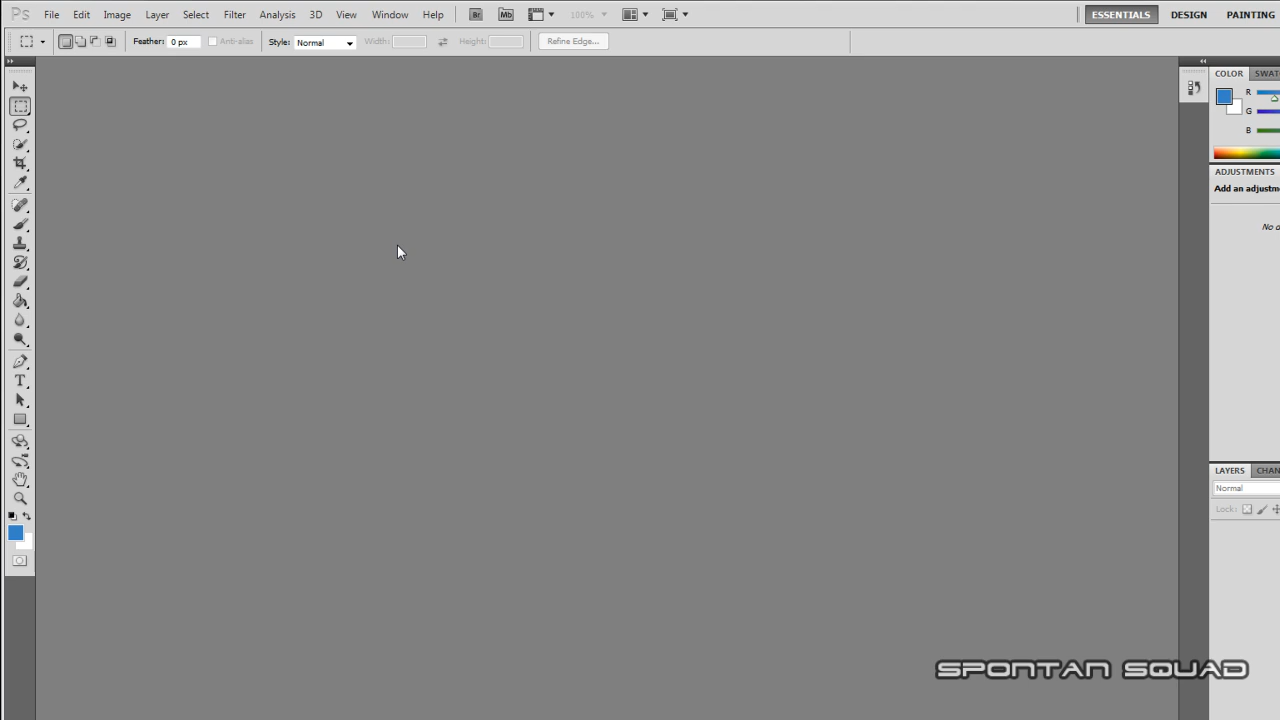 Ps File Edit Image Layer Select Filter Analysis 3D View Window Help Br Mb 100% ESSENTIALS DESIGN PAINTING
Feather: 0 px Anti-alias Style: Normal Width: Height: Refine Edge...
COLOR SWAT
R
G
B
ADJUSTMENTS
Add an adjustm
No
T
LAYERS CHAN
Normal
Lock:
SPONTAN SQUAD